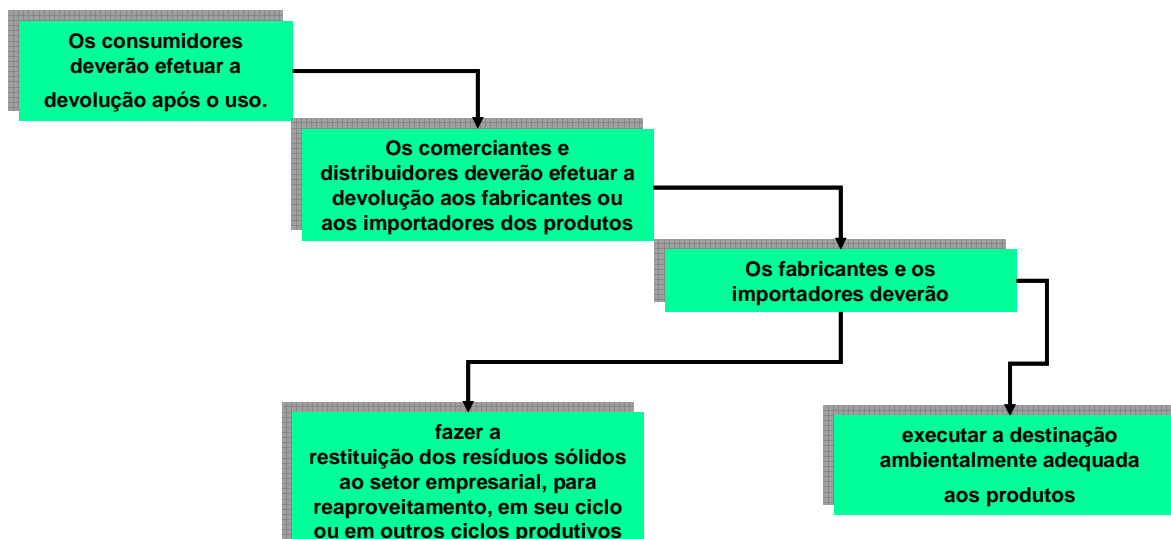 Os consumidores
deverão efetuar a
devolução após o uso.
Os comerciantes e
distribuidores deverão efetuar a
devolução aos fabricantes ou
aos importadores dos produtos
Os fabricantes e os
importadores deverão
fazer a
restituição dos resíduos sólidos
ao setor empresarial, para
reaproveitamento, em seu ciclo
ou em outros ciclos produtivos
executar a destinação
ambientalmente adequada
aos produtos